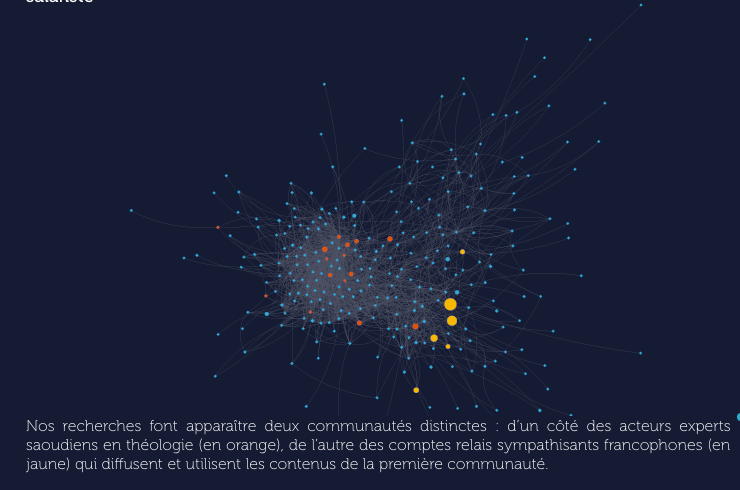 Nos recherches font apparaître deux communautés distinctes : d'un côté des acteurs experts
saoudiens en théologie (en orange), de l'autre des comptes relais sympathisants francophones (en
jaune) qui diffusent et utilisent les contenus de la première communauté.